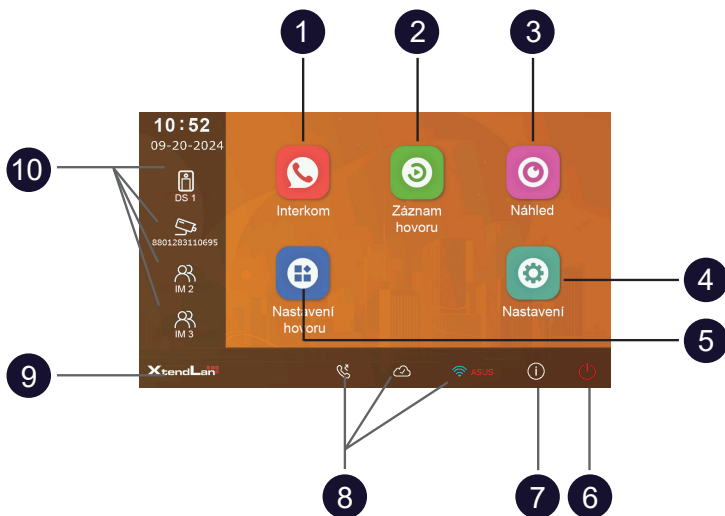 1
2
3
10:52
09-20-2024
10
DS 1
8801283110695
IM 2
IM 3
Interkom
Záznam
hovoru
Náhled
Nastavení
hovoru
Nastavení
4
5
9
XtendLan
ASUS
8
7
6